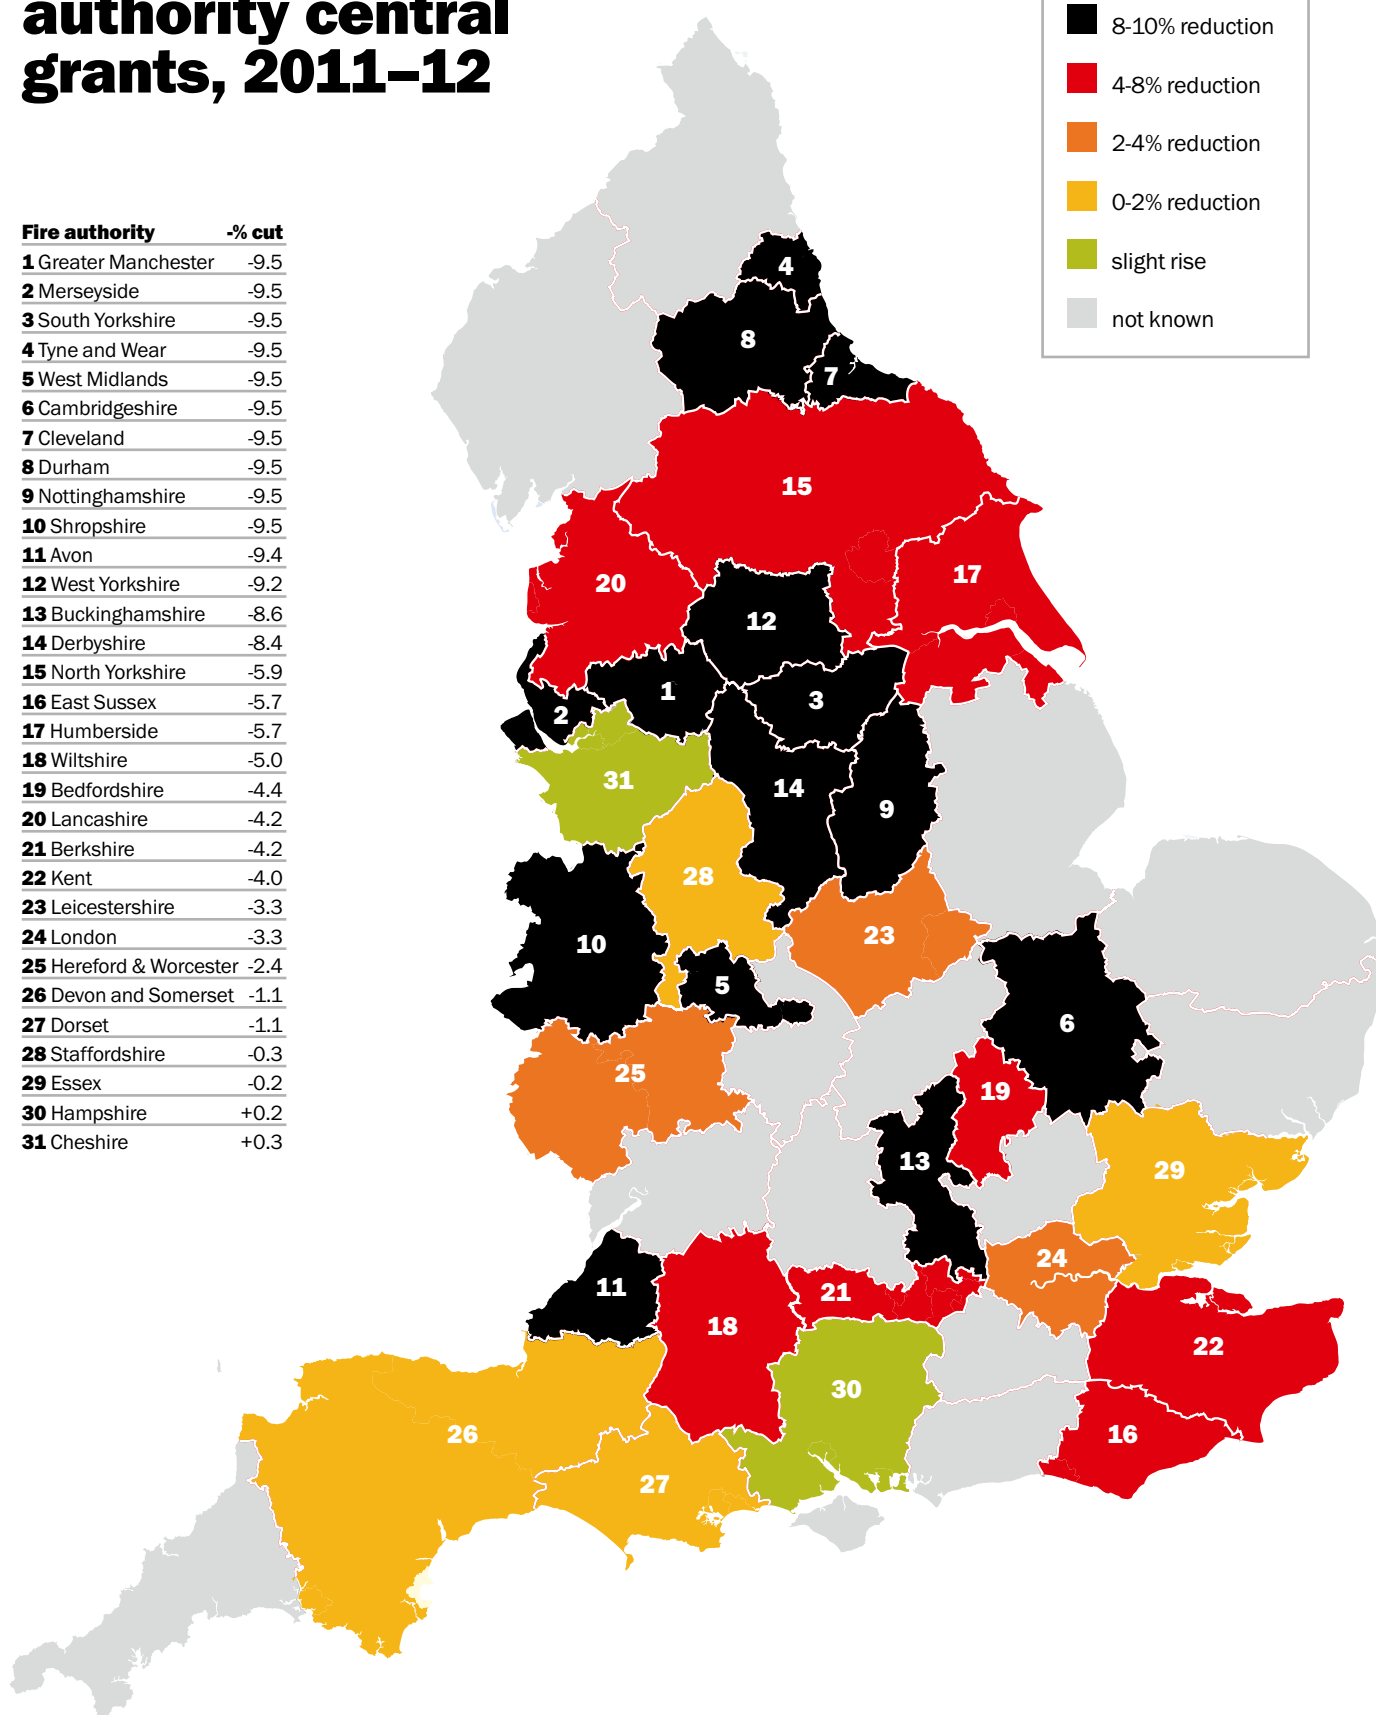 authority central
grants, 2011–12
8-10% reduction
4-8% reduction
2-4% reduction
0-2% reduction
slight rise
not known
Fire authority -% cut
1 Greater Manchester -9.5
2 Merseyside -9.5
3 South Yorkshire -9.5
4 Tyne and Wear -9.5
5 West Midlands -9.5
6 Cambridgeshire -9.5
7 Cleveland -9.5
8 Durham -9.5
9 Nottinghamshire -9.5
10 Shropshire -9.5
11 Avon -9.4
12 West Yorkshire -9.2
13 Buckinghamshire -8.6
14 Derbyshire -8.4
15 North Yorkshire -5.9
16 East Sussex -5.7
17 Humberside -5.7
18 Wiltshire -5.0
19 Bedfordshire -4.4
20 Lancashire -4.2
21 Berkshire -4.2
22 Kent -4.0
23 Leicestershire -3.3
24 London -3.3
25 Hereford & Worcester -2.4
26 Devon and Somerset -1.1
27 Dorset -1.1
28 Staffordshire -0.3
29 Essex -0.2
30 Hampshire +0.2
31 Cheshire +0.3
4
8
7
15
20
17
12
1
3
2
31
14
9
28
23
10
5
6
25
19
13
29
24
11
21
18
22
30
26
16
27